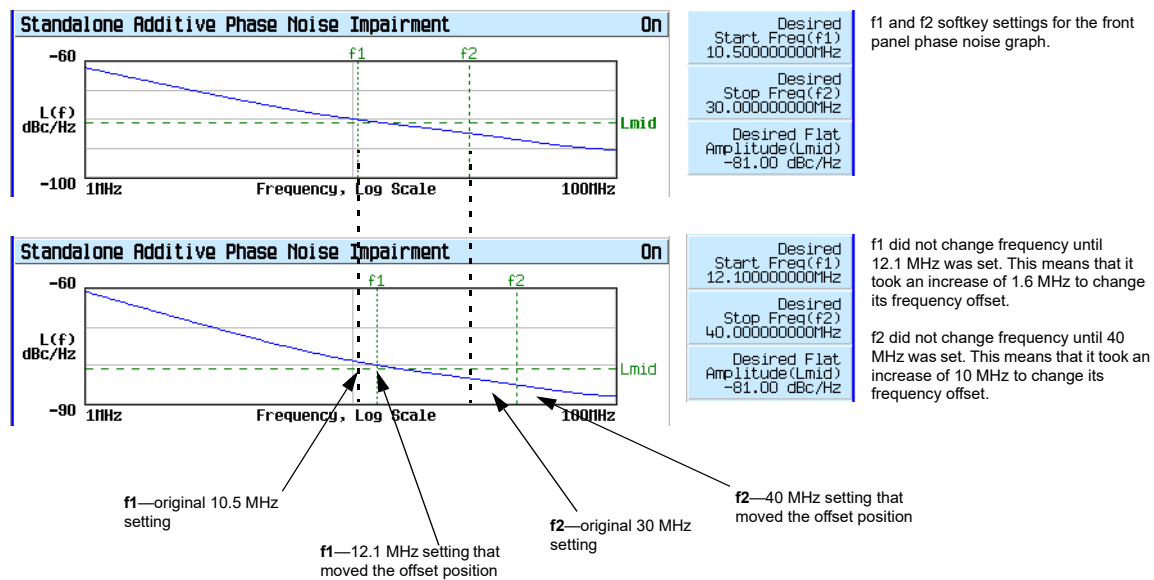 Standalone Additive Phase Noise Impairment On
-60
f1 f2
L(f)
dBc/Hz
Lmid
-100
1MHz Frequency, Log Scale 100MHz
Desired
Start Freq(f1)
10.500000000MHz
Desired
Stop Freq(f2)
30.000000000MHz
Desired Flat
Amplitude(Lmid)
-81.00 dBc/Hz
f1 and f2 softkey settings for the front
panel phase noise graph.
Standalone Additive Phase Noise Impairment On
-60
f1 f2
L(f)
dBc/Hz
Lmid
-90
1MHz Frequency, Log Scale 100MHz
Desired
Start Freq(f1)
12.100000000MHz
Desired
Stop Freq(f2)
40.000000000MHz
Desired Flat
Amplitude(Lmid)
-81.00 dBc/Hz
f1 did not change frequency until
12.1 MHz was set. This means that it
took an increase of 1.6 MHz to change
its frequency offset.
f2 did not change frequency until 40
MHz was set. This means that it took an
increase of 10 MHz to change its
frequency offset.
f1—original 10.5 MHz
setting
f1—12.1 MHz setting that
moved the offset position
f2—original 30 MHz
setting
f2—40 MHz setting that
moved the offset position